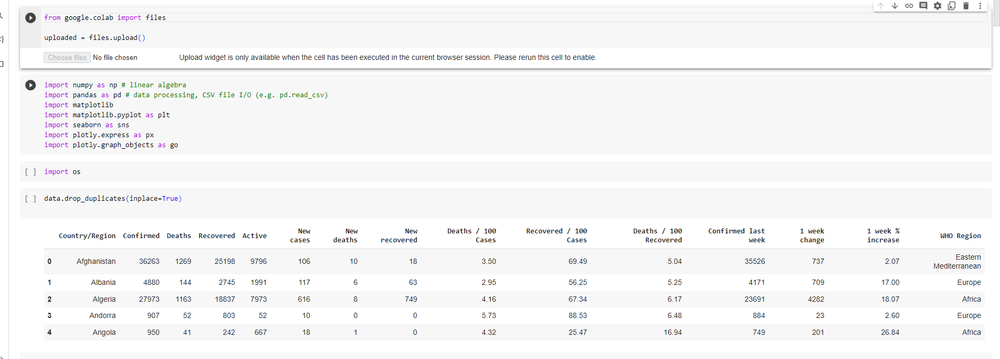 from google.colab import files
uploaded = files.upload()
Choose files No file chosen Upload widget is only available when the cell has been executed in the current browser session. Please rerun this cell to enable.
import numpy as np # linear algebra
import pandas as pd # data processing, CSV file I/O (e.g. pd.read_csv)
import matplotlib
import matplotlib.pyplot as plt
import seaborn as sns
import plotly.express as px
import plotly.graph_objects as go
[ ] import os
[ ] data.drop_duplicates(inplace=True)
Country/Region Confirmed Deaths Recovered Active New cases New deaths New recovered Deaths / 100 Cases Recovered / 100 Cases Deaths / 100 Recovered Confirmed last week 1 week change 1 week % increase WHO Region
0 Afghanistan 36263 1269 25198 9796 106 10 18 3.50 69.49 5.04 35526 737 2.07 Eastern Mediterranean
1 Albania 4880 144 2745 1991 117 6 63 2.95 56.25 5.25 4171 709 17.00 Europe
2 Algeria 27973 1163 18837 7973 616 8 749 4.16 67.34 6.17 23691 4282 18.07 Africa
3 Andorra 907 52 803 52 10 0 0 5.73 88.53 6.48 884 23 2.60 Europe
4 Angola 950 41 242 667 18 1 0 4.32 25.47 16.94 749 201 26.84 Africa